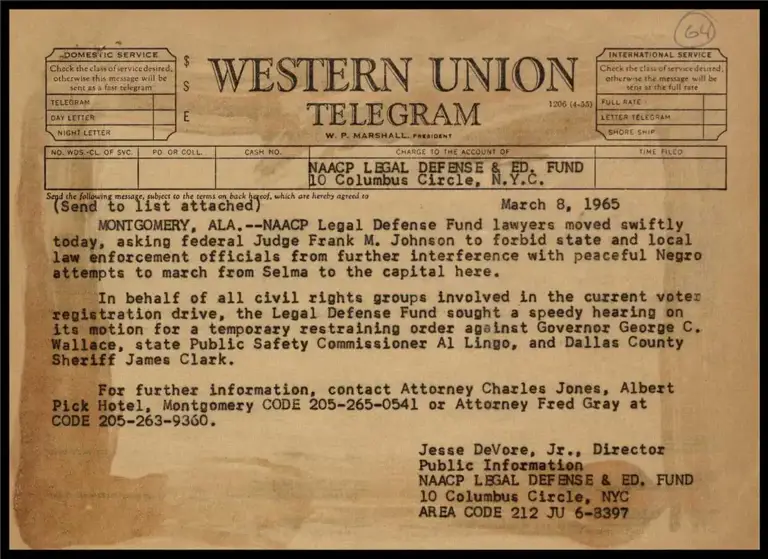 64
DOMESTIC SERVICE
Check the class of service desired,
otherwise this message will be
sent as a fast telegram
TELEGRAM
DAY LETTER
NIGHT LETTER
$
S
E
WESTERN UNION
TELEGRAM
1206 (4-55)
W. P. MARSHALL, PRESIDENT
INTERNATIONAL SERVICE
Check the class of service desired,
otherwise the message will be
sent at the full rate
FULL RATE
LETTER TELEGRAM
SHORE SHIP
NO. WDS.-CL. OF SVC. PD. OR COLL. CASH NO. CHARGE TO THE ACCOUNT OF TIME FILED
NAACP LEGAL DEFENSE & ED. FUND
10 Columbus Circle, N.Y.C.
Send the following message, subject to the terms on back hereof, which are hereby agreed to
(Send to list attached) March 8, 1965
MONTGOMERY, ALA.--NAACP Legal Defense Fund lawyers moved swiftly
today, asking federal Judge Frank M. Johnson to forbid state and local
law enforcement officials from further interference with peaceful Negro
attempts to march from Selma to the capital here.
In behalf of all civil rights groups involved in the current voter
registration drive, the Legal Defense Fund sought a speedy hearing on
its motion for a temporary restraining order against Governor George C.
Wallace, state Public Safety Commissioner Al Lingo, and Dallas County
Sheriff James Clark.
For further information, contact Attorney Charles Jones, Albert
Pick Hotel, Montgomery CODE 205-265-0541 or Attorney Fred Gray at
CODE 205-263-9360.
Jesse DeVore, Jr., Director
Public Information
NAACP LEGAL DEFENSE & ED. FUND
10 Columbus Circle, NYC
AREA CODE 212 JU 6-8397